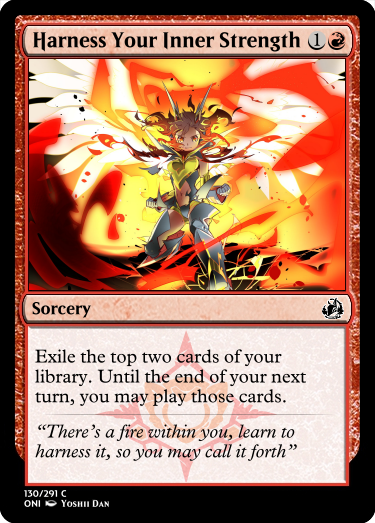 Harness Your Inner Strength 1
Sorcery
Exile the top two cards of your
library. Until the end of your next
turn, you may play those cards.
“There's a fire within you, learn to
harness it, so you may call it forth”
130/291 C
ONI Yoshii Dan